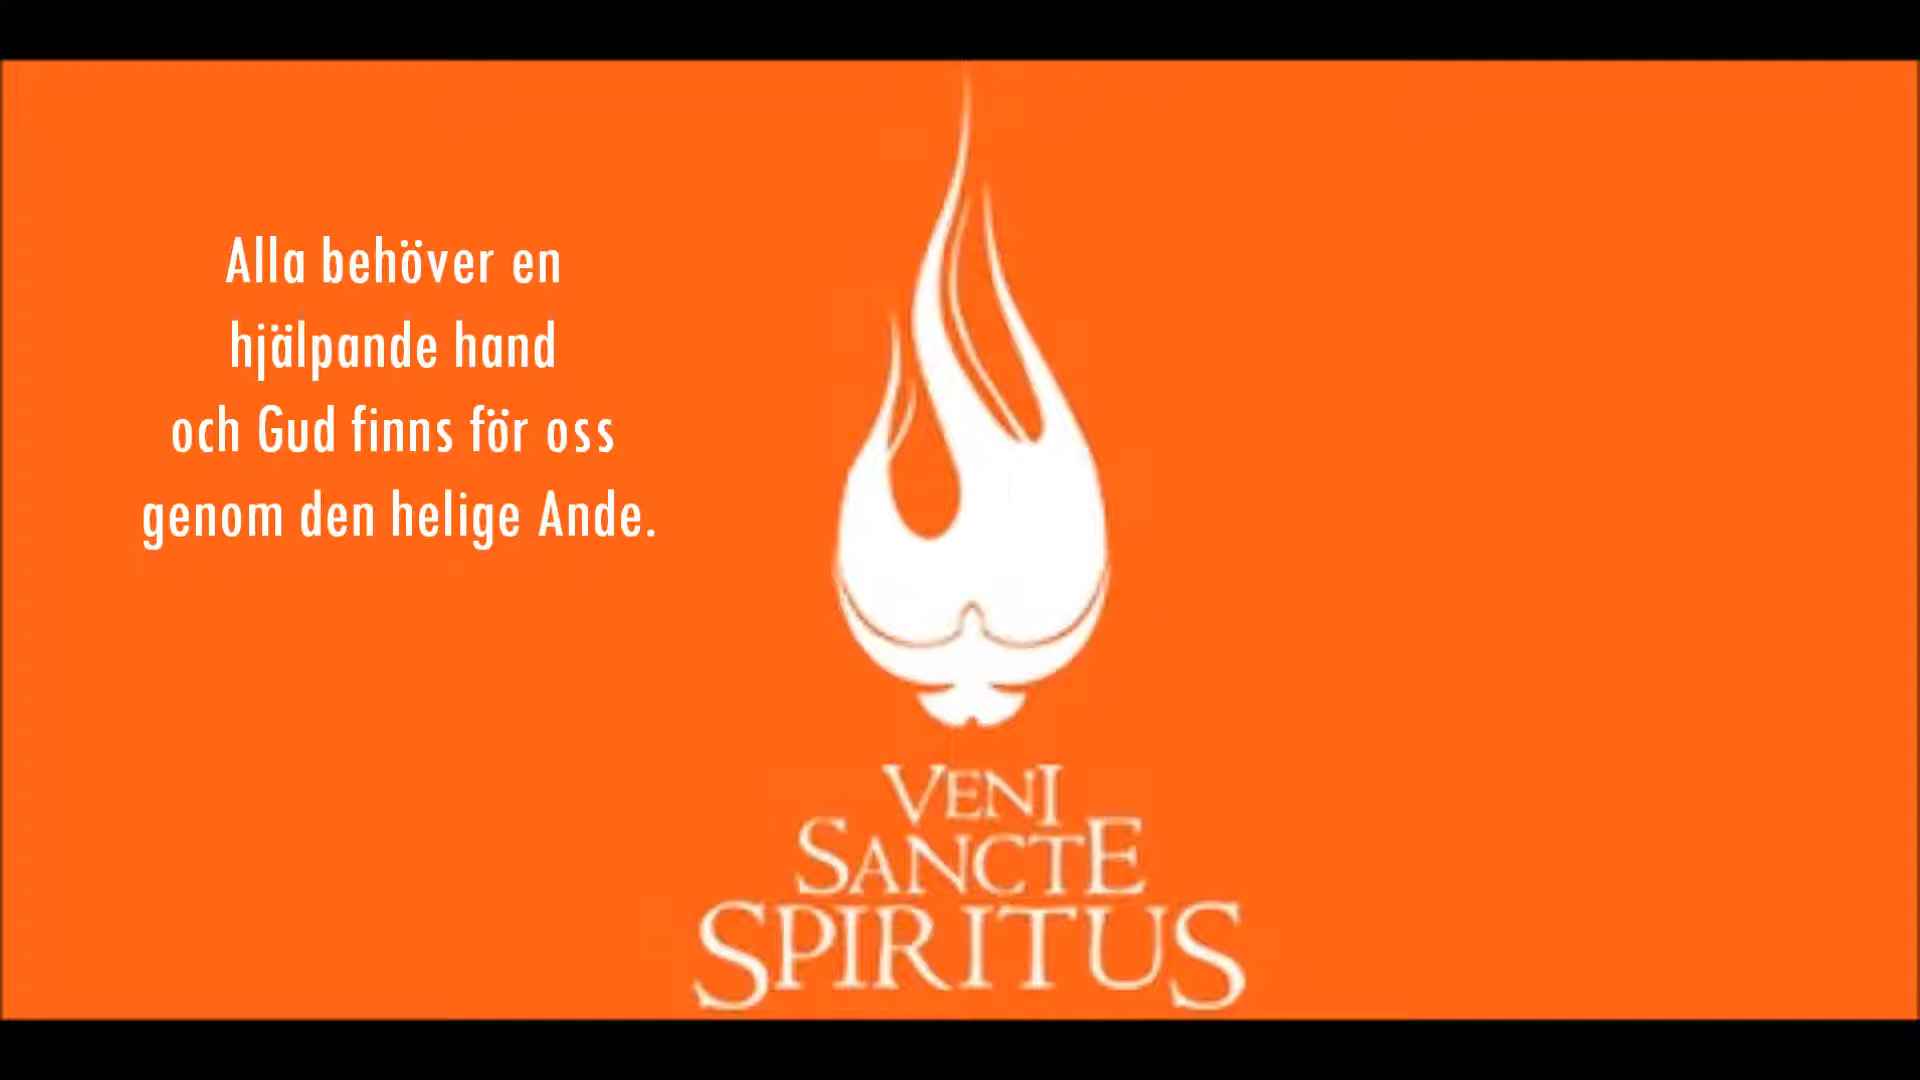 Alla behöver en
hjälpande hand
och Gud finns för oss
genom den helige Ande.
VENI
SANCTE
SPIRITUS